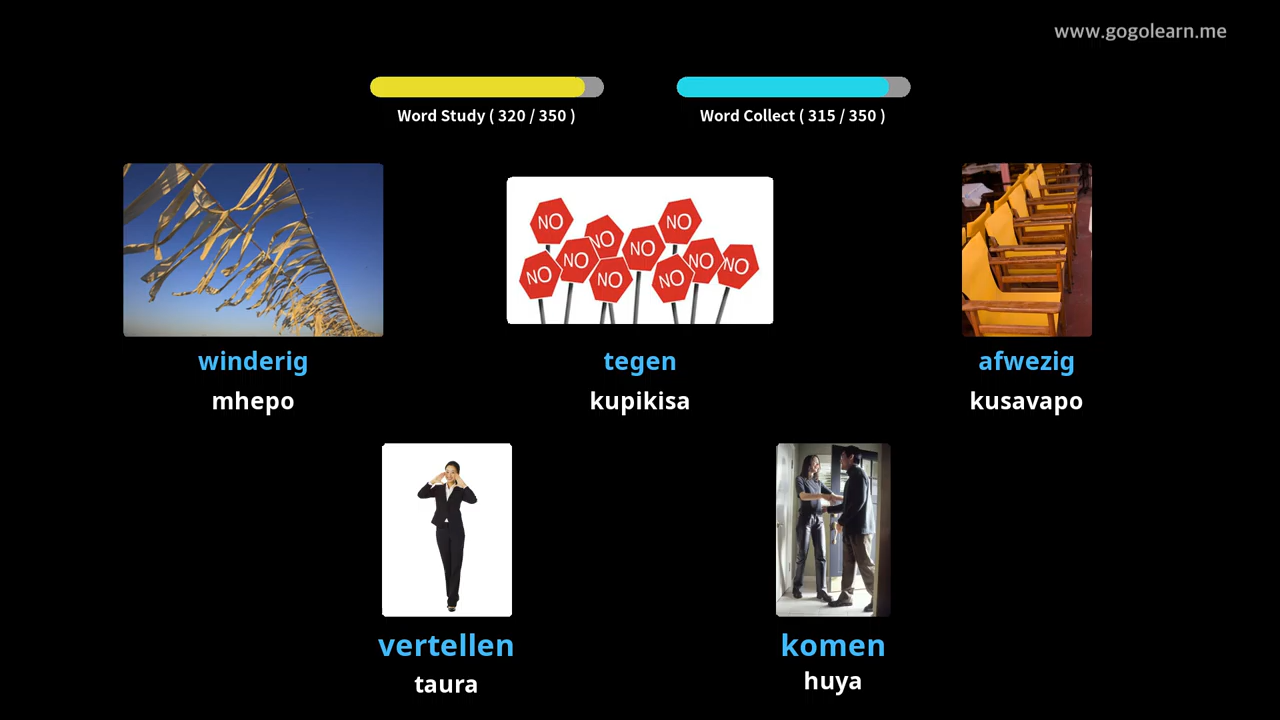 www.gogolearn.me
Word Study ( 320 / 350 )
Word Collect ( 315 / 350 )
NO
NO
NO
NO
NO
NO
NO
NO
NO
NO
winderig
tegen
afwezig
mhepo
kupikisa
kusavapo
vertellen
komen
taura
huya